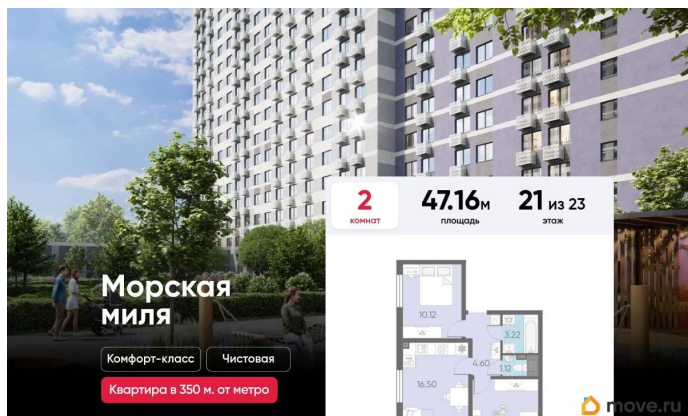 2
комнат
47.16м
площадь
21 из 23
этаж
Морская
миля
Комфорт-класс
Чистовая
Квартира в 350 м. от метро
10.12
3.22
4.60
1.12
16.50
move.ru